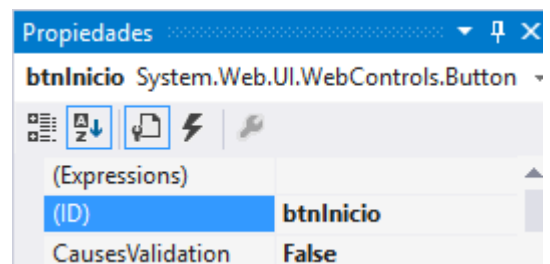 Propiedades
btnInicio System.Web.UI.WebControls.Button
(Expressions)
(ID) btnInicio
CausesValidation False